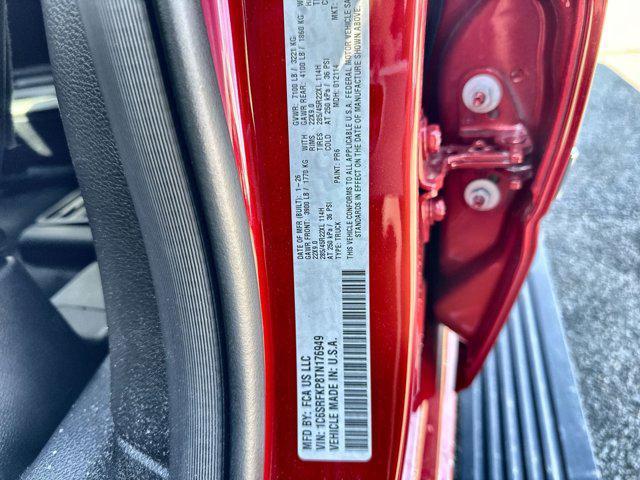 MFD BY: FCA US LLC
VIN: 1C6SRFKP8TN176949
VEHICLE MADE IN: U.S.A.
DATE OF MFR (BUILT): 1-26
GVWR: 7100 LB / 3221 KG
GAWR FRONT: 3900 LB / 1770 KG WITH GAWR REAR: 4100 LB / 1860 KG
22X9.0 RIMS 22X9.0
285/45R22XL 114H TIRES 285/45R22XL 114H
AT 250 kPa / 36 PSI COLD AT 250 kPa / 36 PSI
TYPE: TRUCK PAINT: PR6 MDH: 012114 MKT:
THIS VEHICLE CONFORMS TO ALL APPLICABLE U.S.A. FEDERAL MOTOR VEHICLE
STANDARDS IN EFFECT ON THE DATE OF MANUFACTURE SHOWN ABOVE.